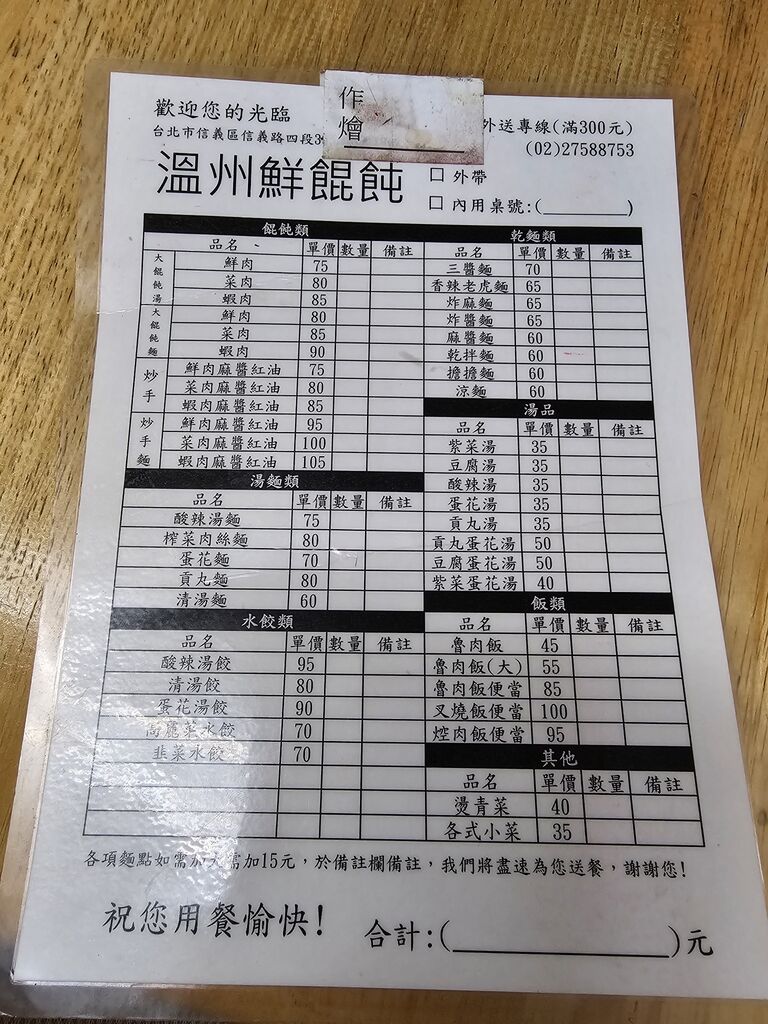 歡迎您的光臨
作
燴
外送專線(滿300元)
台北市信義區信義路四段
(02)27588753
溫州鮮餛飩
□ 外帶
□ 內用桌號:(________)
餛飩類
品名 單價 數量 備註
大餛飩湯
鮮肉 75
菜肉 80
蝦肉 85
大餛飩麵
鮮肉 80
菜肉 85
蝦肉 90
炒手
鮮肉麻醬紅油 75
菜肉麻醬紅油 80
蝦肉麻醬紅油 85
炒手麵
鮮肉麻醬紅油 95
菜肉麻醬紅油 100
蝦肉麻醬紅油 105
湯麵類
品名 單價 數量 備註
酸辣湯麵 75
榨菜肉絲麵 80
蛋花麵 70
貢丸麵 80
清湯麵 60
水餃類
品名 單價 數量 備註
酸辣湯餃 95
清湯餃 80
蛋花湯餃 90
高麗菜水餃 70
韭菜水餃 70
乾麵類
品名 單價 數量 備註
三醬麵 70
香辣老虎麵 65
炸麻麵 65
炸醬麵 65
麻醬麵 60
乾拌麵 60
擔擔麵 60
涼麵 60
湯品
品名 單價 數量 備註
紫菜湯 35
豆腐湯 35
酸辣湯 35
蛋花湯 35
貢丸湯 35
貢丸蛋花湯 50
豆腐蛋花湯 50
紫菜蛋花湯 40
飯類
品名 單價 數量 備註
魯肉飯 45
魯肉飯(大) 55
魯肉飯便當 85
叉燒飯便當 100
焢肉飯便當 95
其他
品名 單價 數量 備註
燙青菜 40
各式小菜 35
各項麵點如需加大需加15元，於備註欄備註，我們將盡速為您送餐，謝謝您!
祝您用餐愉快!
合計:(____________)元